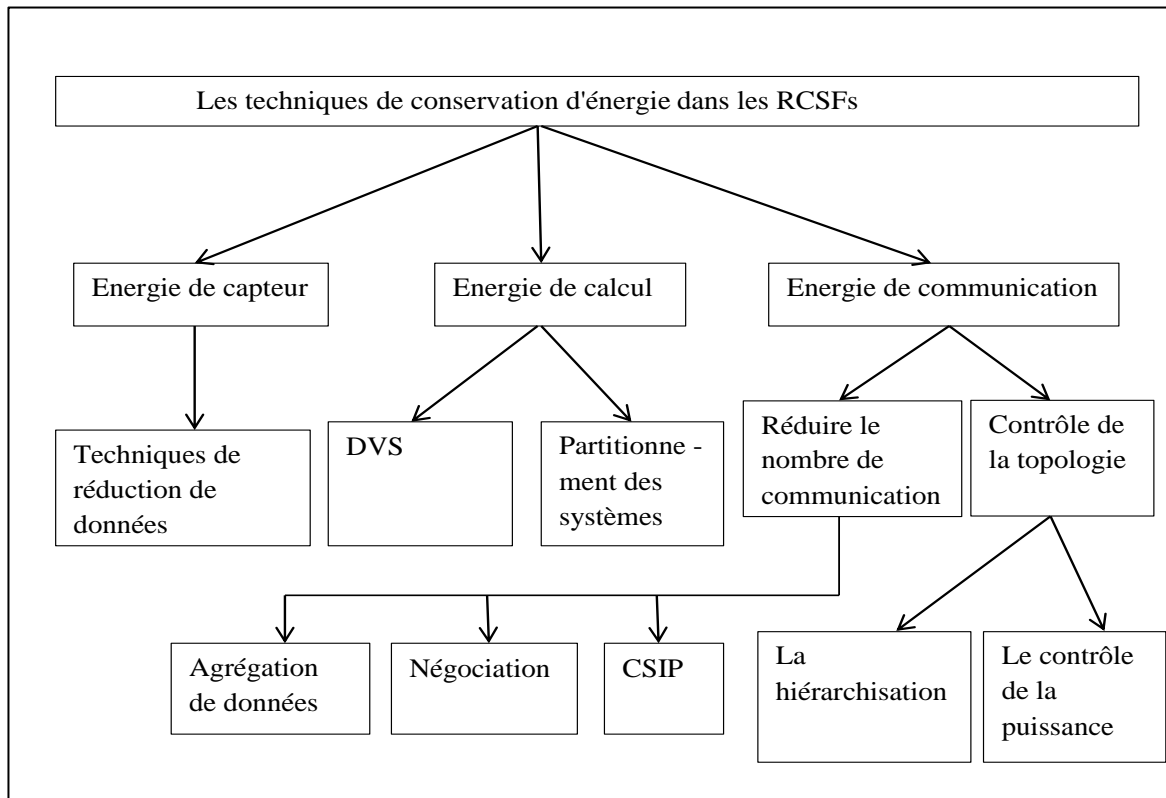 Les techniques de conservation d'énergie dans les RCSFs
Energie de capteur
Energie de calcul
Energie de communication
Techniques de
réduction de
données
DVS
Partitionne -
ment des
systèmes
Réduire le
nombre de
communication
Contrôle de
la topologie
Agrégation
de données
Négociation
CSIP
La
hiérarchisation
Le contrôle
de la
puissance